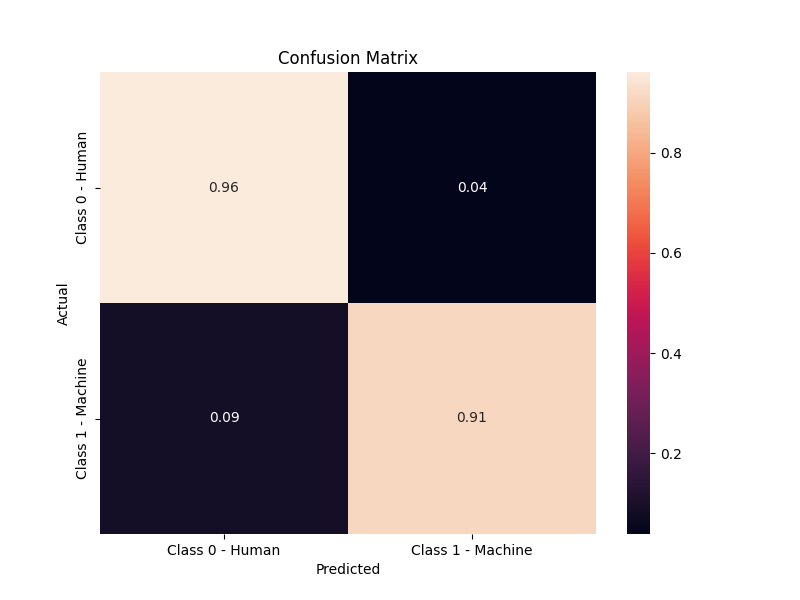 Confusion Matrix
Class 0 - Human
Class 1 - Machine
Actual
0.96
0.04
0.09
0.91
Class 0 - Human
Class 1 - Machine
Predicted
0.8
0.6
0.4
0.2